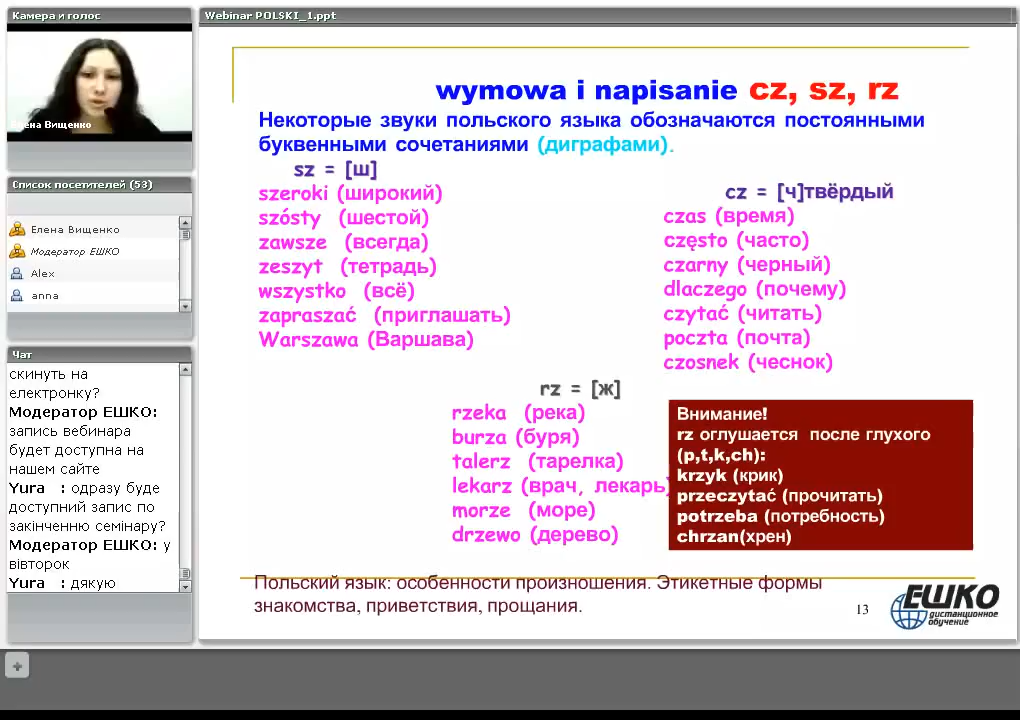 Камера и голос
Елена Вищенко
Список посетителей (53)
Елена Вищенко
Модератор ЕШКО
Alex
anna
Чат
скинуть на
електронку?
Модератор ЕШКО:
запись вебинара
будет доступна на
нашем сайте
Yura : одразу буде
доступний запис по
закінченню семінару?
Модератор ЕШКО: у
вівторок
Yura : дякую
Webinar POLSKI_1.ppt
wymowa i napisanie cz, sz, rz
Некоторые звуки польского языка обозначаются постоянными
буквенными сочетаниями (диграфами).
sz = [ш]
szeroki (широкий)
szósty (шестой)
zawsze (всегда)
zeszyt (тетрадь)
wszystko (всё)
zapraszać (приглашать)
Warszawa (Варшава)
cz = [ч]твёрдый
czas (время)
często (часто)
czarny (черный)
dlaczego (почему)
czytać (читать)
poczta (почта)
czosnek (чеснок)
rz = [ж]
rzeka (река)
burza (буря)
talerz (тарелка)
lekarz (врач, лекарь)
morze (море)
drzewo (дерево)
Внимание!
rz оглушается после глухого
(p,t,k,ch):
krzyk (крик)
przeczytać (прочитать)
potrzeba (потребность)
chrzan(хрен)
Польский язык: особенности произношения. Этикетные формы
знакомства, приветствия, прощания.
13
ЕШКО
дистанционное
обучение